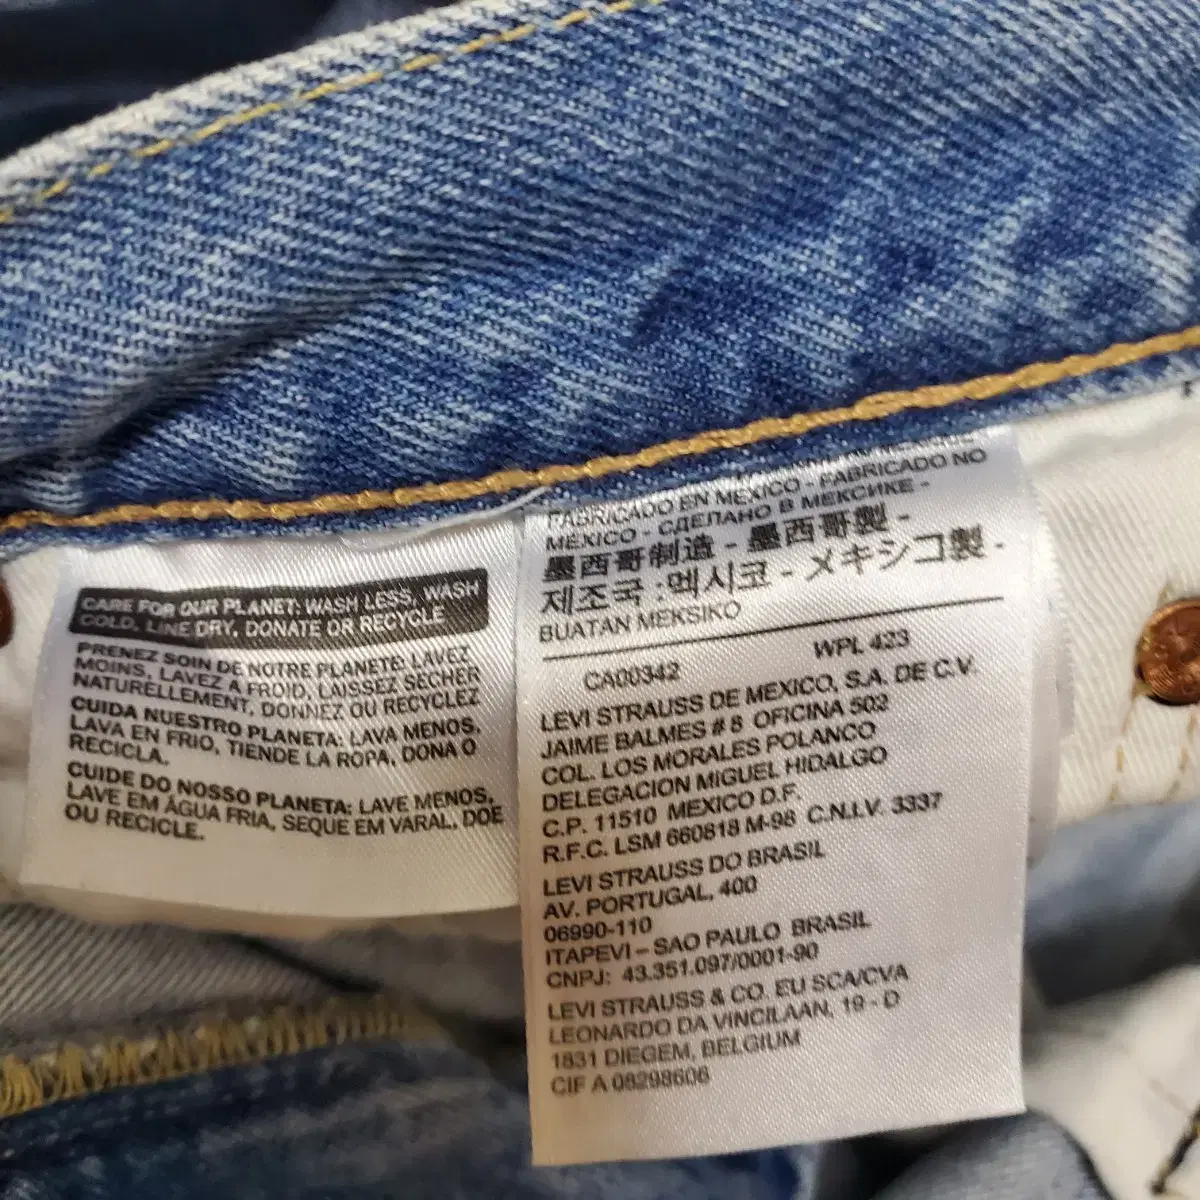 CARE FOR OUR PLANET: WASH LESS, WASH
COLD, LINE DRY, DONATE OR RECYCLE
PRENEZ SOIN DE NOTRE PLANETE: LAVEZ
MOINS, LAVEZ A FROID, LAISSEZ SÉCHER
NATURELLEMENT, DONNEZ OU RECYCLEZ
CUIDA NUESTRO PLANETA: LAVA MENOS,
LAVA EN FRIO, TIENDE LA ROPA, DONA O
RECICLA.
CUIDE DO NOSSO PLANETA: LAVE MENOS,
LAVE EM ÁGUA FRIA, SEQUE EM VARAL, DOE
OU RECICLE.
FABRICADO EN MEXICO - FABRICADO NO
MÉXICO - СДЕЛАНО В МЕКСИКЕ -
墨西哥制造 - 墨西哥製 -
제조국 : 멕시코 - メキシコ製 -
BUATAN MEKSIKO
CA00342 WPL 423
LEVI STRAUSS DE MEXICO, S.A. DE C.V.
JAIME BALMES # 8 OFICINA 502
COL. LOS MORALES POLANCO
DELEGACION MIGUEL HIDALGO
C.P. 11510 MEXICO D.F.
R.F.C. LSM 660818 M-98 C.N.I.V. 3337
LEVI STRAUSS DO BRASIL
AV. PORTUGAL, 400
06990-110
ITAPEVI – SAO PAULO BRASIL
CNPJ: 43.351.097/0001-90
LEVI STRAUSS & CO. EU SCA/CVA
LEONARDO DA VINCILAAN, 19 - D
1831 DIEGEM, BELGIUM
CIF A 08298606